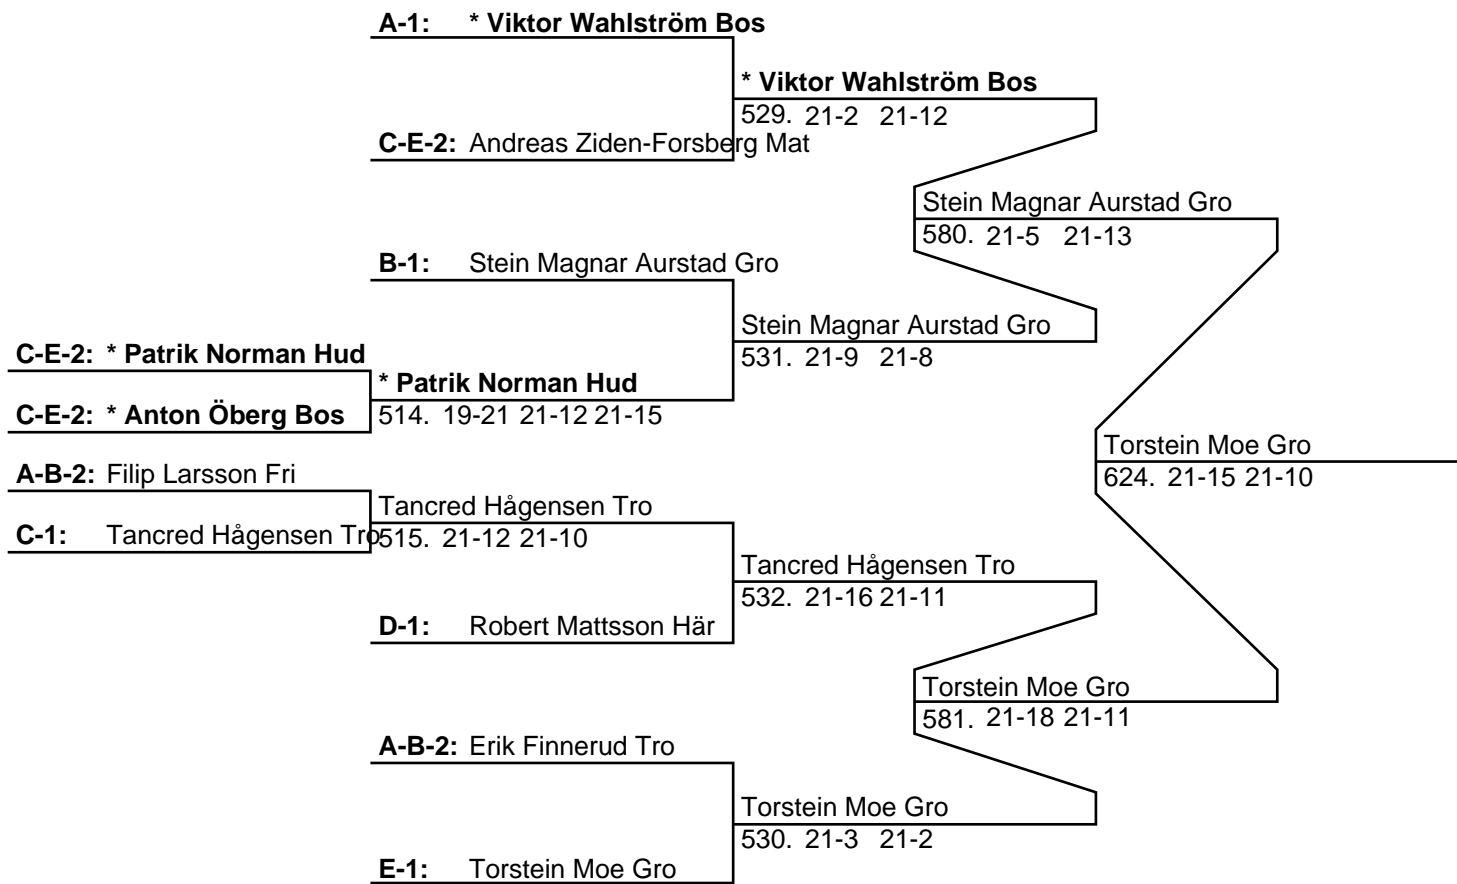 A-1: * Viktor Wahlström Bos
* Viktor Wahlström Bos
529. 21-2 21-12
C-E-2: Andreas Ziden-Forsberg Mat
Stein Magnar Aurstad Gro
580. 21-5 21-13
B-1: Stein Magnar Aurstad Gro
Stein Magnar Aurstad Gro
531. 21-9 21-8
C-E-2: * Patrik Norman Hud
* Patrik Norman Hud
514. 19-21 21-12 21-15
C-E-2: * Anton Öberg Bos
Torstein Moe Gro
624. 21-15 21-10
A-B-2: Filip Larsson Fri
Tancred Hågensen Tro
515. 21-12 21-10
C-1: Tancred Hågensen Tro
Tancred Hågensen Tro
532. 21-16 21-11
D-1: Robert Mattsson Här
Torstein Moe Gro
581. 21-18 21-11
A-B-2: Erik Finnerud Tro
Torstein Moe Gro
530. 21-3 21-2
E-1: Torstein Moe Gro